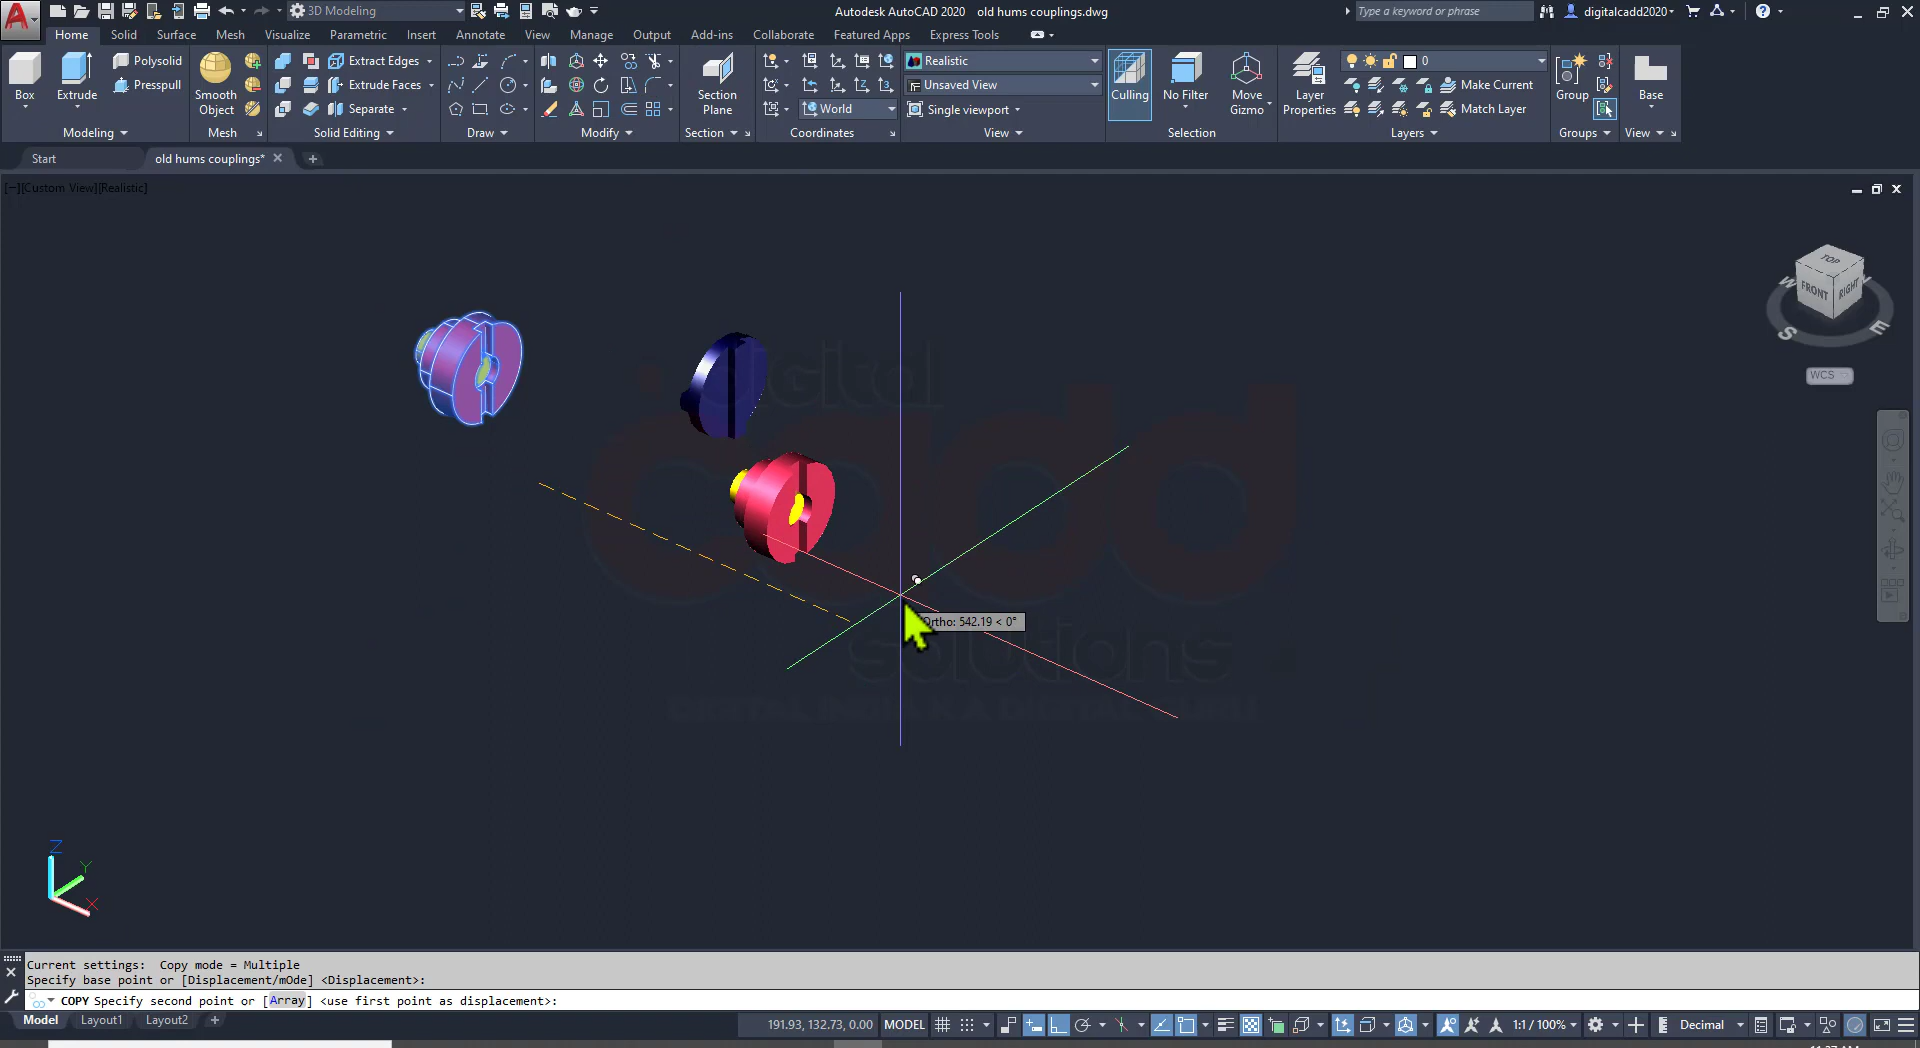 3D Modeling
Autodesk AutoCAD 2020 old hums couplings.dwg
Type a keyword or phrase
digitalcadd2020
Home Solid Surface Mesh Visualize Parametric Insert Annotate View Manage Output Add-ins Collaborate Featured Apps Express Tools
Box
Extrude
Polysolid
Presspull
Smooth
Object
Extract Edges
Extrude Faces
Separate
Section
Plane
World
Realistic
Unsaved View
Single viewport
Culling
No Filter
Move
Gizmo
Layer
Properties
0
Make Current
Match Layer
Group
Base
Modeling Mesh Solid Editing Draw Modify Section Coordinates View Selection Layers Groups View
Start
old hums couplings*
[−][Custom View][Realistic]
TOP
FRONT
RIGHT
W
S
E
WCS
digital
cadd
solutions
Ortho: 542.19 < 0°
Z
Y
X
Current settings: Copy mode = Multiple
Specify base point or [Displacement/mOde] <Displacement>:
COPY Specify second point or [Array] <use first point as displacement>:
Model Layout1 Layout2
191.93, 132.73, 0.00 MODEL
1:1 / 100%
Decimal